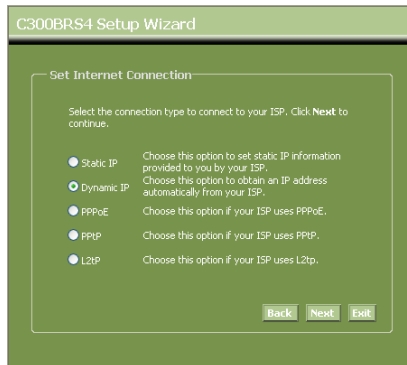 C300BRS4 Setup Wizard
Set Internet Connection
Select the connection type to connect to your ISP. Click Next to
continue.
Static IP Choose this option to set static IP information
provided to you by your ISP.
Dynamic IP Choose this option to obtain an IP address
automatically from your ISP.
PPPoE Choose this option if your ISP uses PPPoE.
PPtP Choose this option if your ISP uses PPtP.
L2tP Choose this option if your ISP uses L2tp.
Back Next Exit